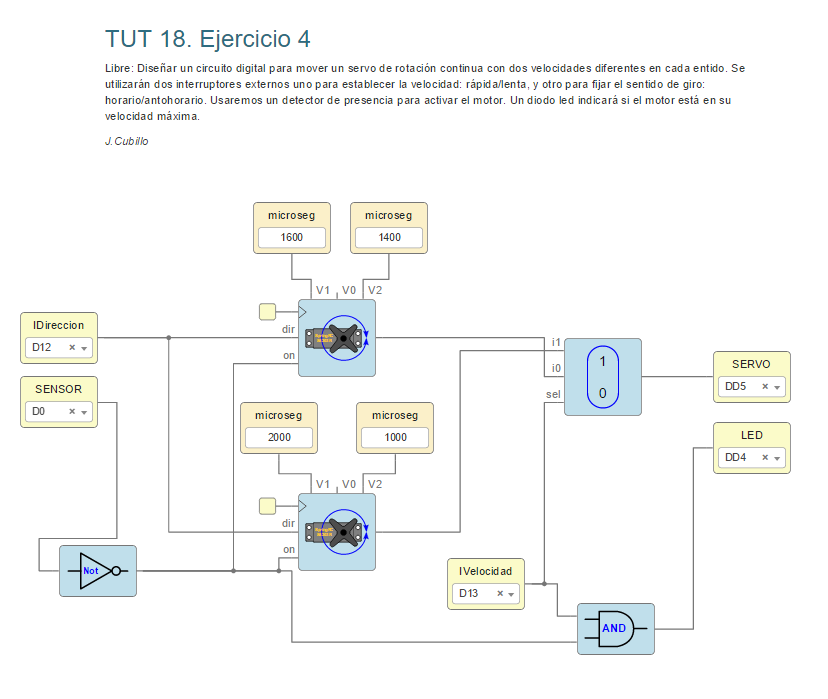 TUT 18. Ejercicio 4
Libre: Diseñar un circuito digital para mover un servo de rotación continua con dos velocidades diferentes en cada entido. Se
utilizarán dos interruptores externos uno para establecer la velocidad: rápida/lenta, y otro para fijar el sentido de giro:
horario/antohorario. Usaremos un detector de presencia para activar el motor. Un diodo led indicará si el motor está en su
velocidad máxima.
J.Cubillo
microseg
1600
microseg
1400
V1 V0 V2
IDireccion
D12
dir
on
SENSOR
D0
i1
i0
sel
1
0
SERVO
DD5
microseg
2000
microseg
1000
LED
DD4
V1 V0 V2
dir
on
Not
IVelocidad
D13
AND